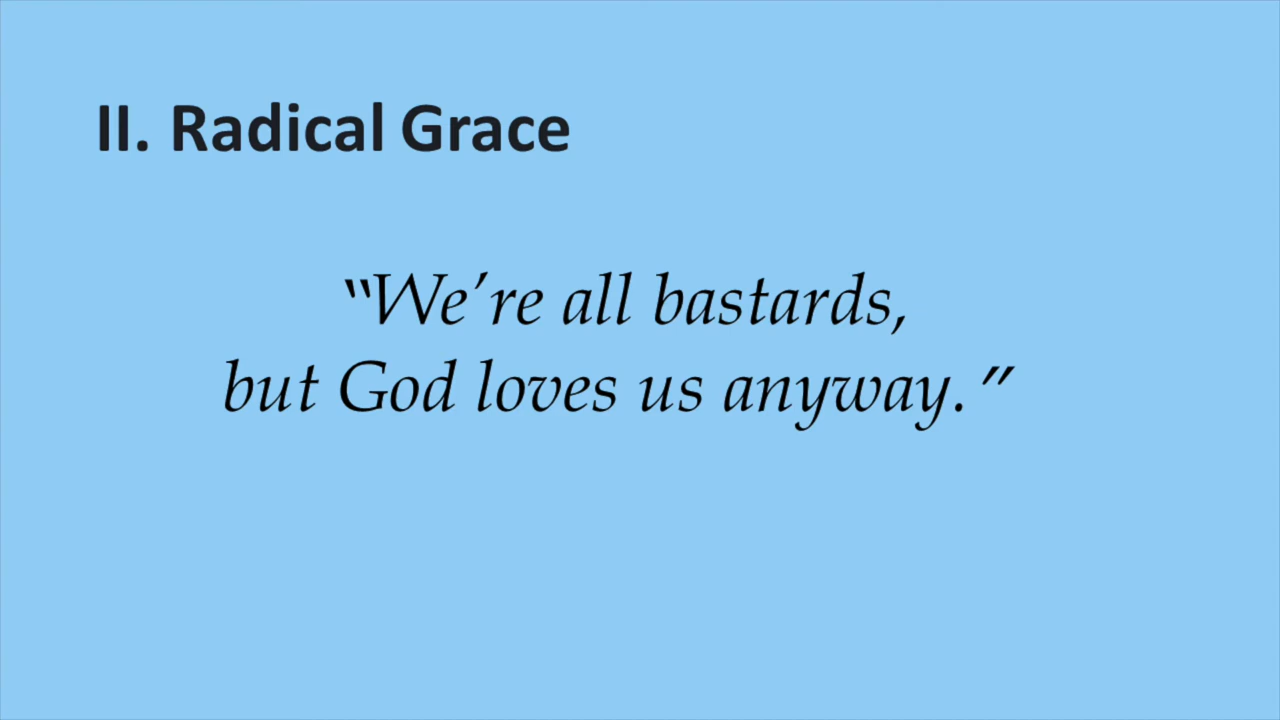 II. Radical Grace
“We’re all bastards,
but God loves us anyway.”